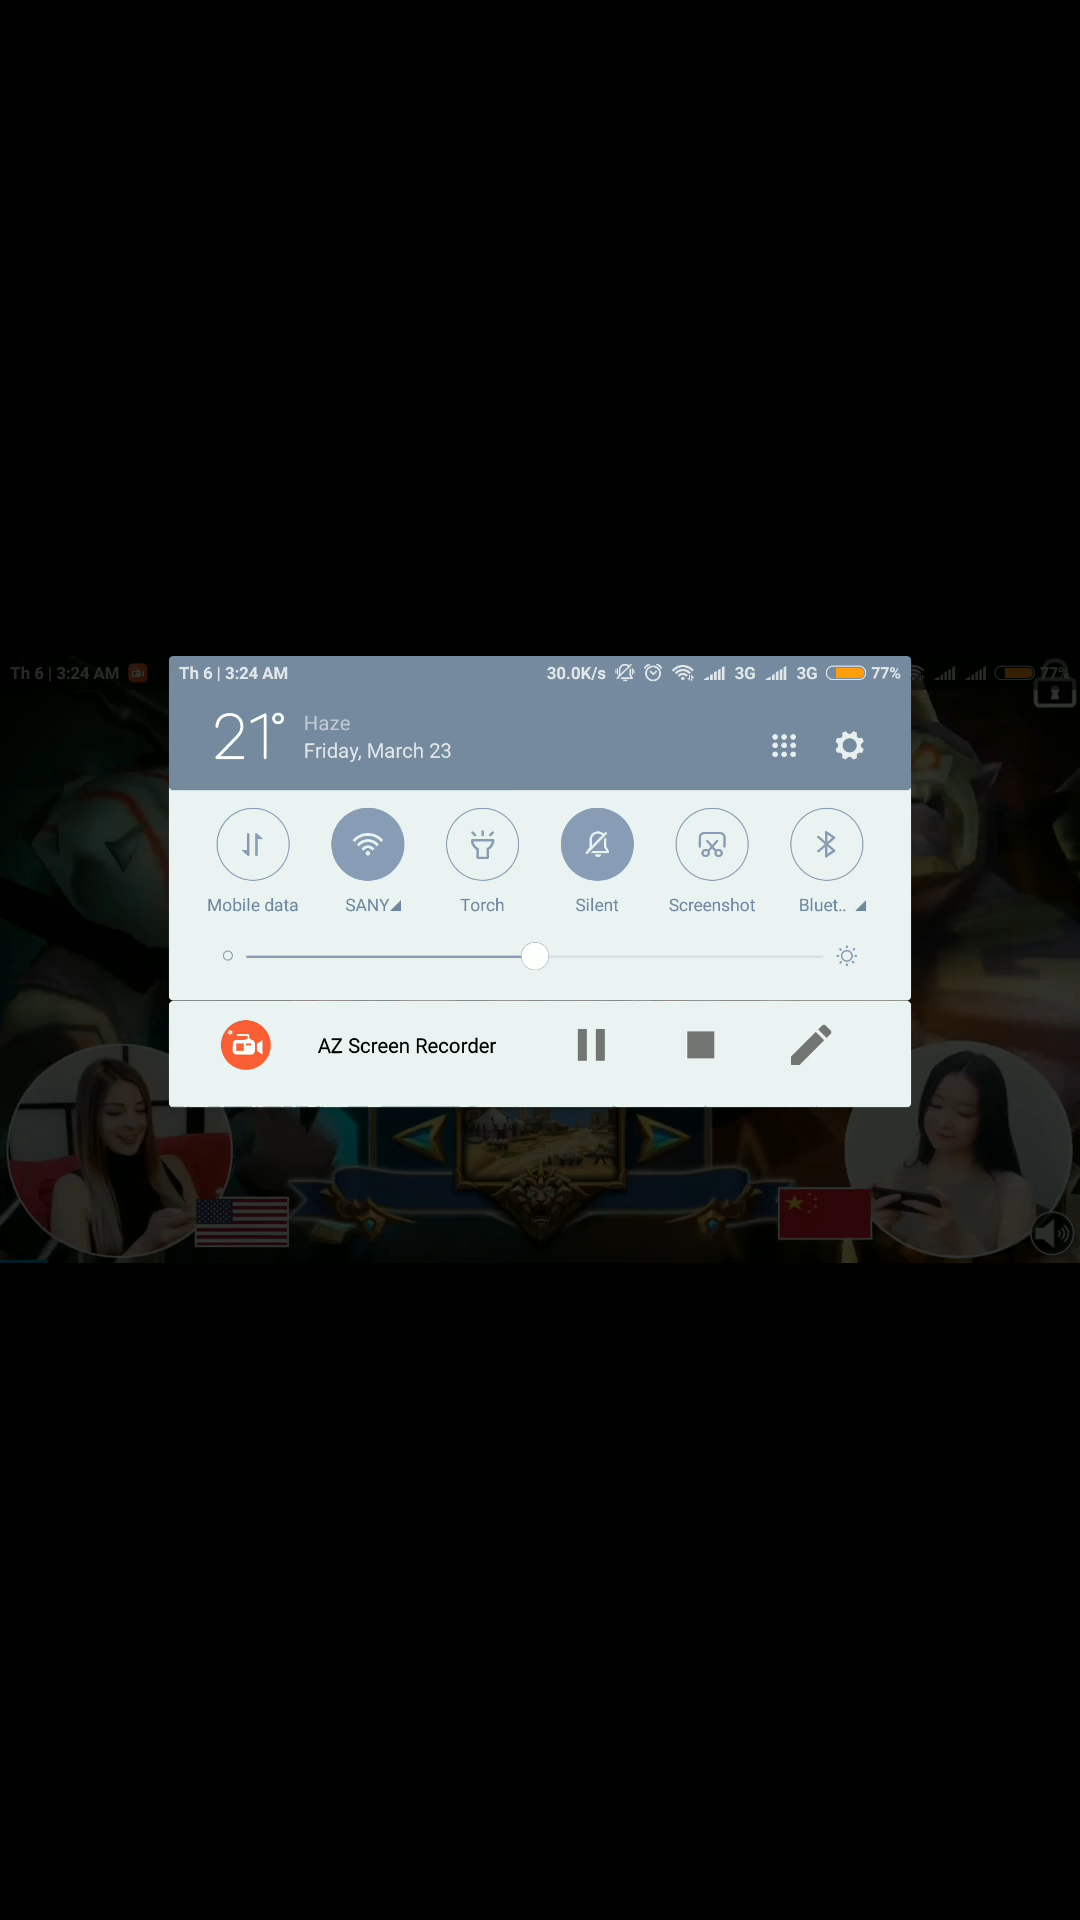 Th 6 | 3:24 AM
Th 6 | 3:24 AM 30.0K/s 3G 3G 77%
77%
21° Haze
Friday, March 23
Mobile data SANY Torch Silent Screenshot Bluet..
AZ Screen Recorder